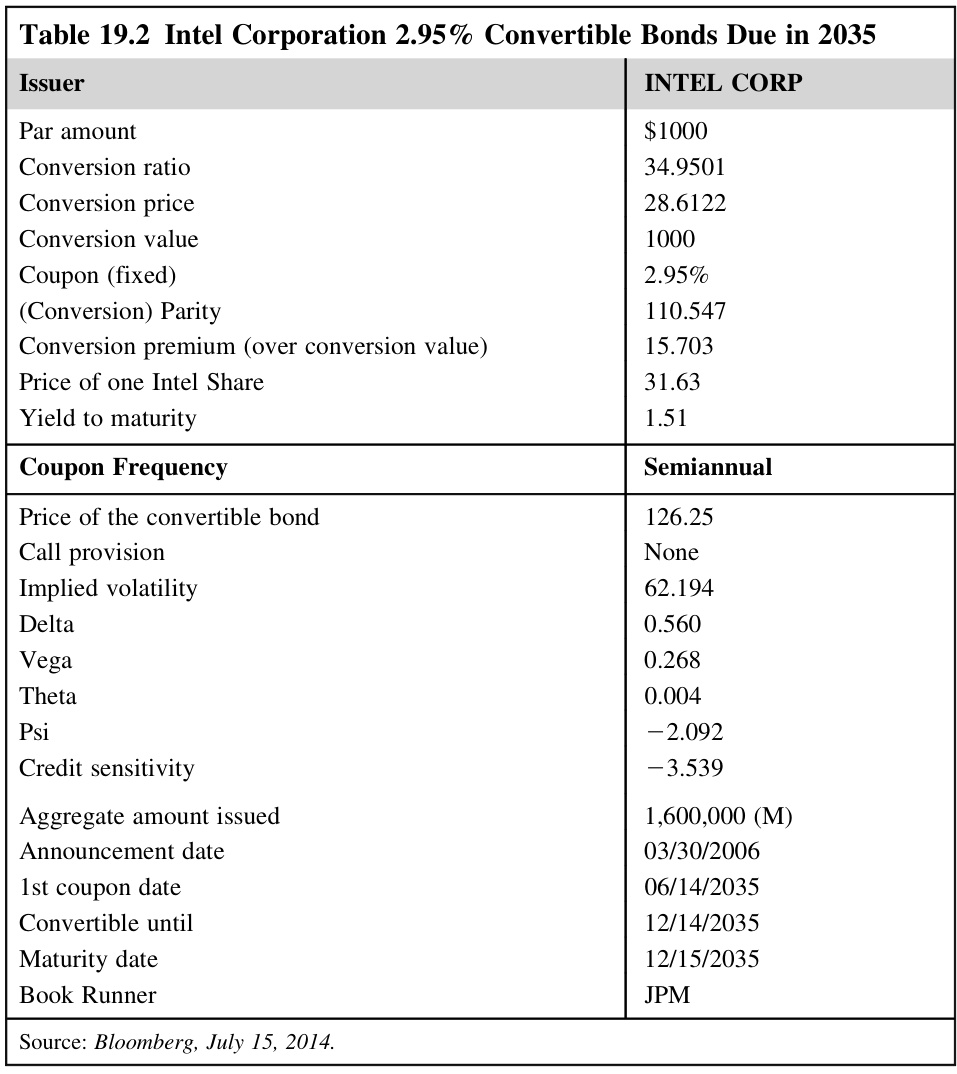 Table 19.2 Intel Corporation 2.95% Convertible Bonds Due in 2035
Issuer INTEL CORP
Par amount $1000
Conversion ratio 34.9501
Conversion price 28.6122
Conversion value 1000
Coupon (fixed) 2.95%
(Conversion) Parity 110.547
Conversion premium (over conversion value) 15.703
Price of one Intel Share 31.63
Yield to maturity 1.51
Coupon Frequency Semiannual
Price of the convertible bond 126.25
Call provision None
Implied volatility 62.194
Delta 0.560
Vega 0.268
Theta 0.004
Psi −2.092
Credit sensitivity −3.539
Aggregate amount issued 1,600,000 (M)
Announcement date 03/30/2006
1st coupon date 06/14/2035
Convertible until 12/14/2035
Maturity date 12/15/2035
Book Runner JPM
Source: Bloomberg, July 15, 2014.